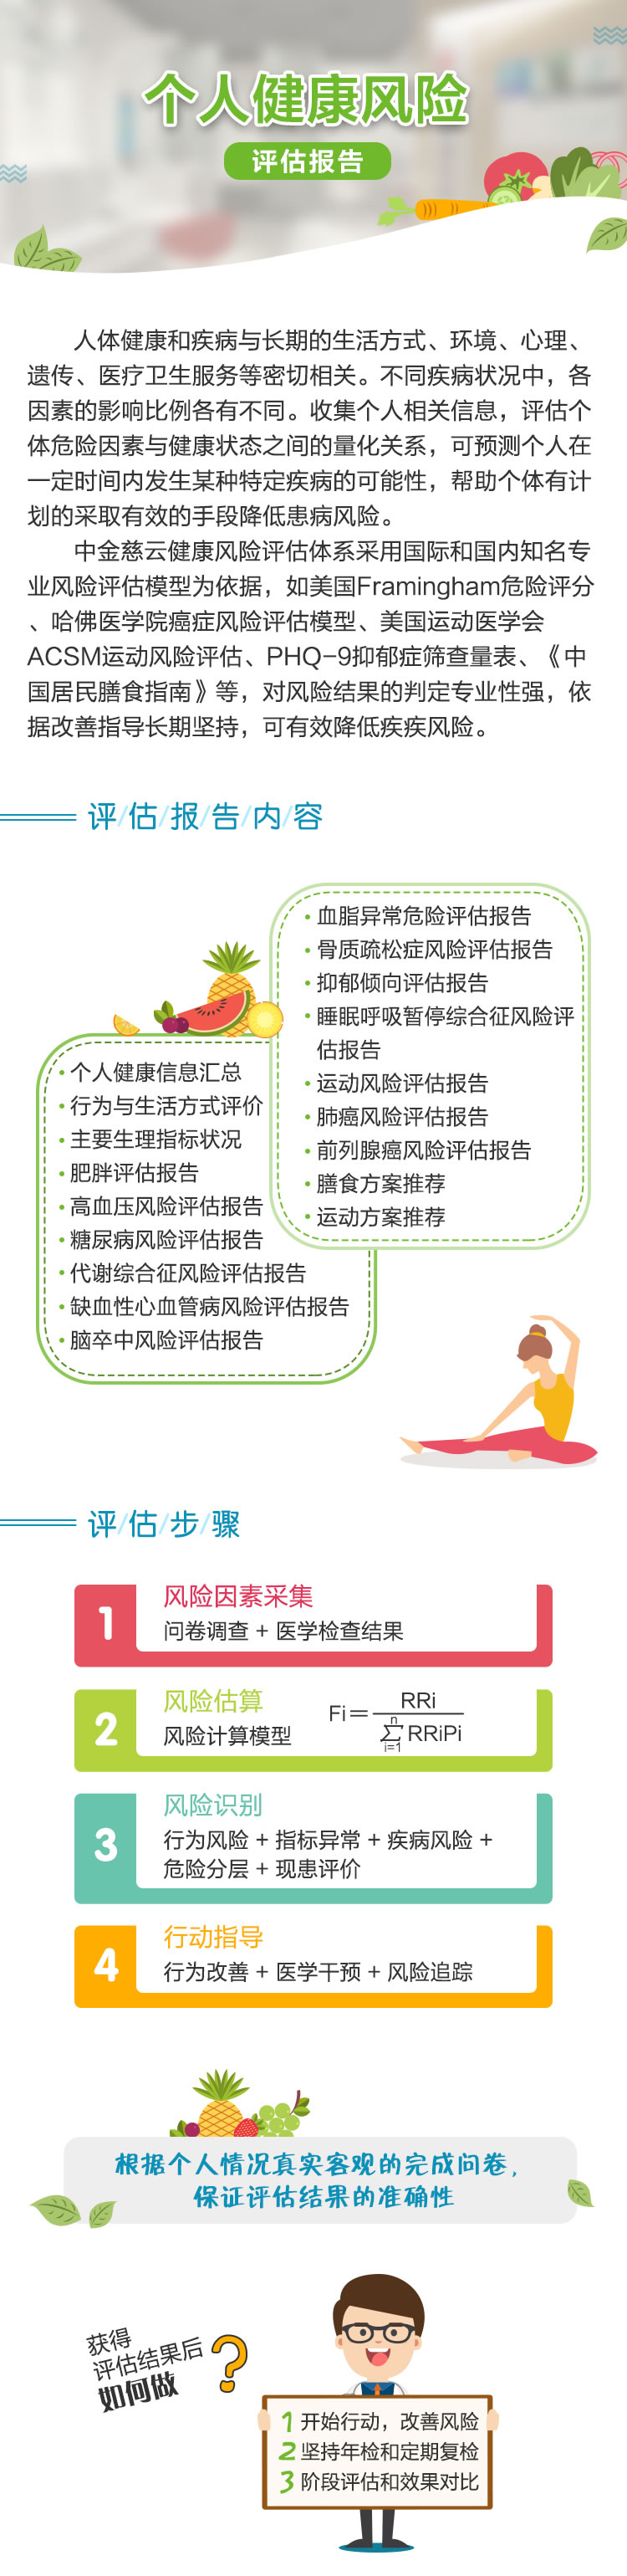 个人健康风险
评估报告
人体健康和疾病与长期的生活方式、环境、心理、
遗传、医疗卫生服务等密切相关。不同疾病状况中，各
因素的影响比例各有不同。收集个人相关信息，评估个
体危险因素与健康状态之间的量化关系，可预测个人在
一定时间内发生某种特定疾病的可能性，帮助个体有计
划的采取有效的手段降低患病风险。
中金慈云健康风险评估体系采用国际和国内知名专
业风险评估模型为依据，如美国Framingham危险评分
、哈佛医学院癌症风险评估模型、美国运动医学会
ACSM运动风险评估、PHQ-9抑郁症筛查量表、《中
国居民膳食指南》等，对风险结果的判定专业性强，依
据改善指导长期坚持，可有效降低疾疾风险。
评/估/报/告/内/容
·个人健康信息汇总
·行为与生活方式评价
·主要生理指标状况
·肥胖评估报告
·高血压风险评估报告
·糖尿病风险评估报告
·代谢综合征风险评估报告
·缺血性心血管病风险评估报告
·脑卒中风险评估报告
·血脂异常危险评估报告
·骨质疏松症风险评估报告
·抑郁倾向评估报告
·睡眠呼吸暂停综合征风险评
估报告
·运动风险评估报告
·肺癌风险评估报告
·前列腺癌风险评估报告
·膳食方案推荐
·运动方案推荐
评/估/步/骤
1
风险因素采集
问卷调查 + 医学检查结果
2
风险估算
风险计算模型
Fi=
RRi
n
∑ RRiPi
i=1
3
风险识别
行为风险 + 指标异常 + 疾病风险 +
危险分层 + 现患评价
4
行动指导
行为改善 + 医学干预 + 风险追踪
根据个人情况真实客观的完成问卷，
保证评估结果的准确性
获得
评估结果后
如何做
?
1 开始行动，改善风险
2 坚持年检和定期复检
3 阶段评估和效果对比